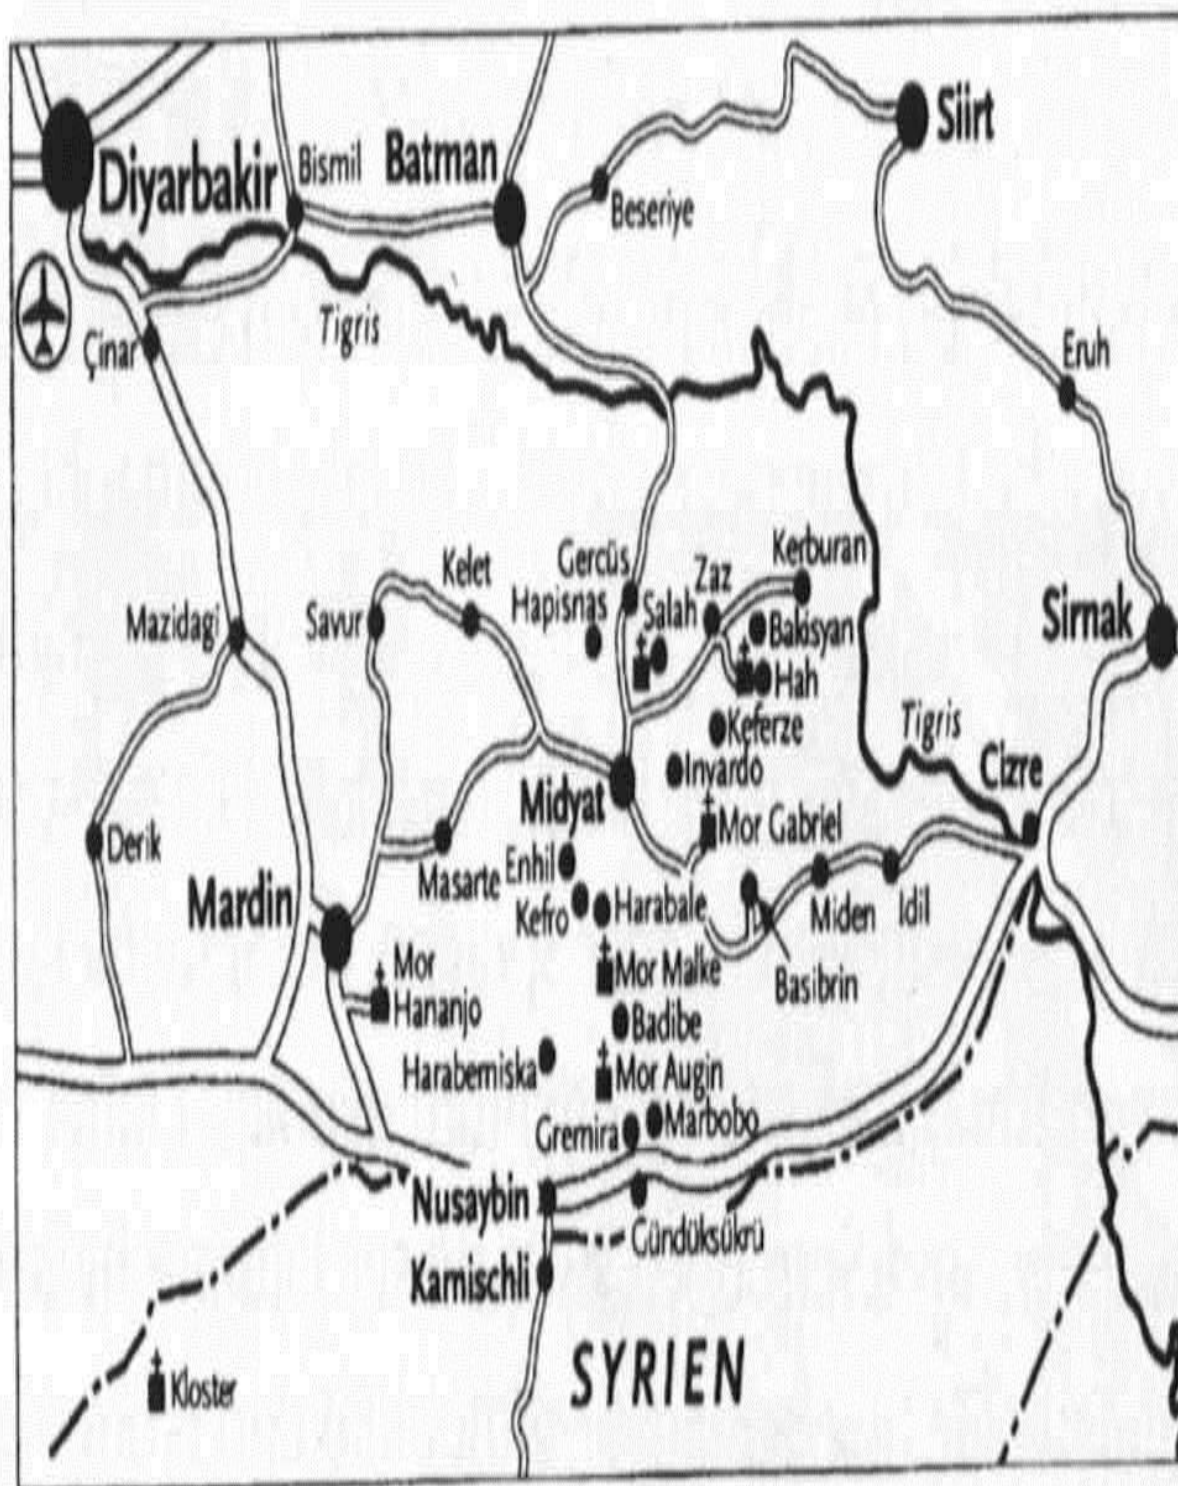 Siirt
Diyarbakir
Bismil
Batman
Beseriye
Tigris
Çinar
Eruh
Kelet
Gercüs
Zaz
Kerburan
Hapisnas
Salah
Mazidagi
Savur
Bakisyan
Sirnak
Hah
Keferze
Tigris
Cizre
Invardo
Midyat
Mor Gabriel
Derik
Masarte
Enhil
Mardin
Kefro
Harabale
Miden
Idil
Mor
Hananjo
Mor Malke
Basibrin
Badibe
Harabemiska
Mor Augin
Marbobo
Gremira
Nusaybin
Gündüksükrü
Kamischli
SYRIEN
Kloster